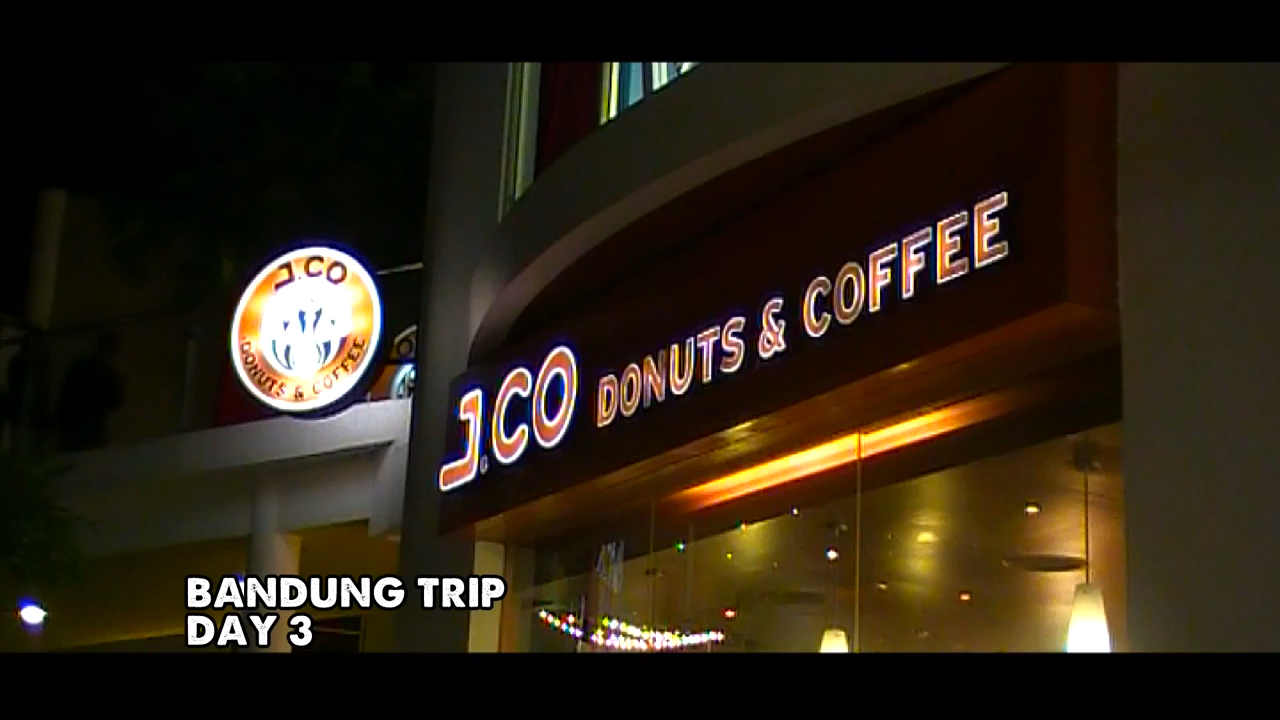 J.CO
DONUTS & COFFEE
J.CO DONUTS & COFFEE
BANDUNG TRIP
DAY 3